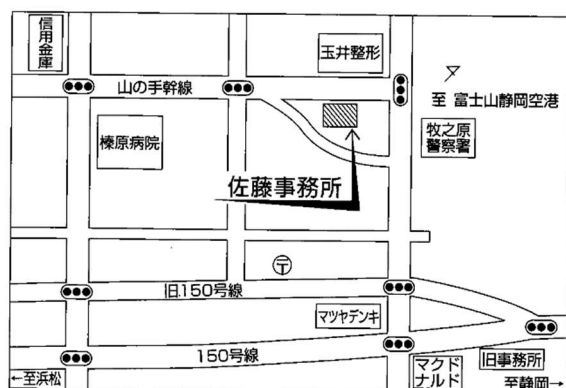 信用
金庫
玉井整形
山の手幹線
至 富士山静岡空港
榛原病院
牧之原
警察署
佐藤事務所
〒
旧150号線
マツヤデンキ
150号線
旧事務所
マクド
ナルド
←至浜松
至静岡→